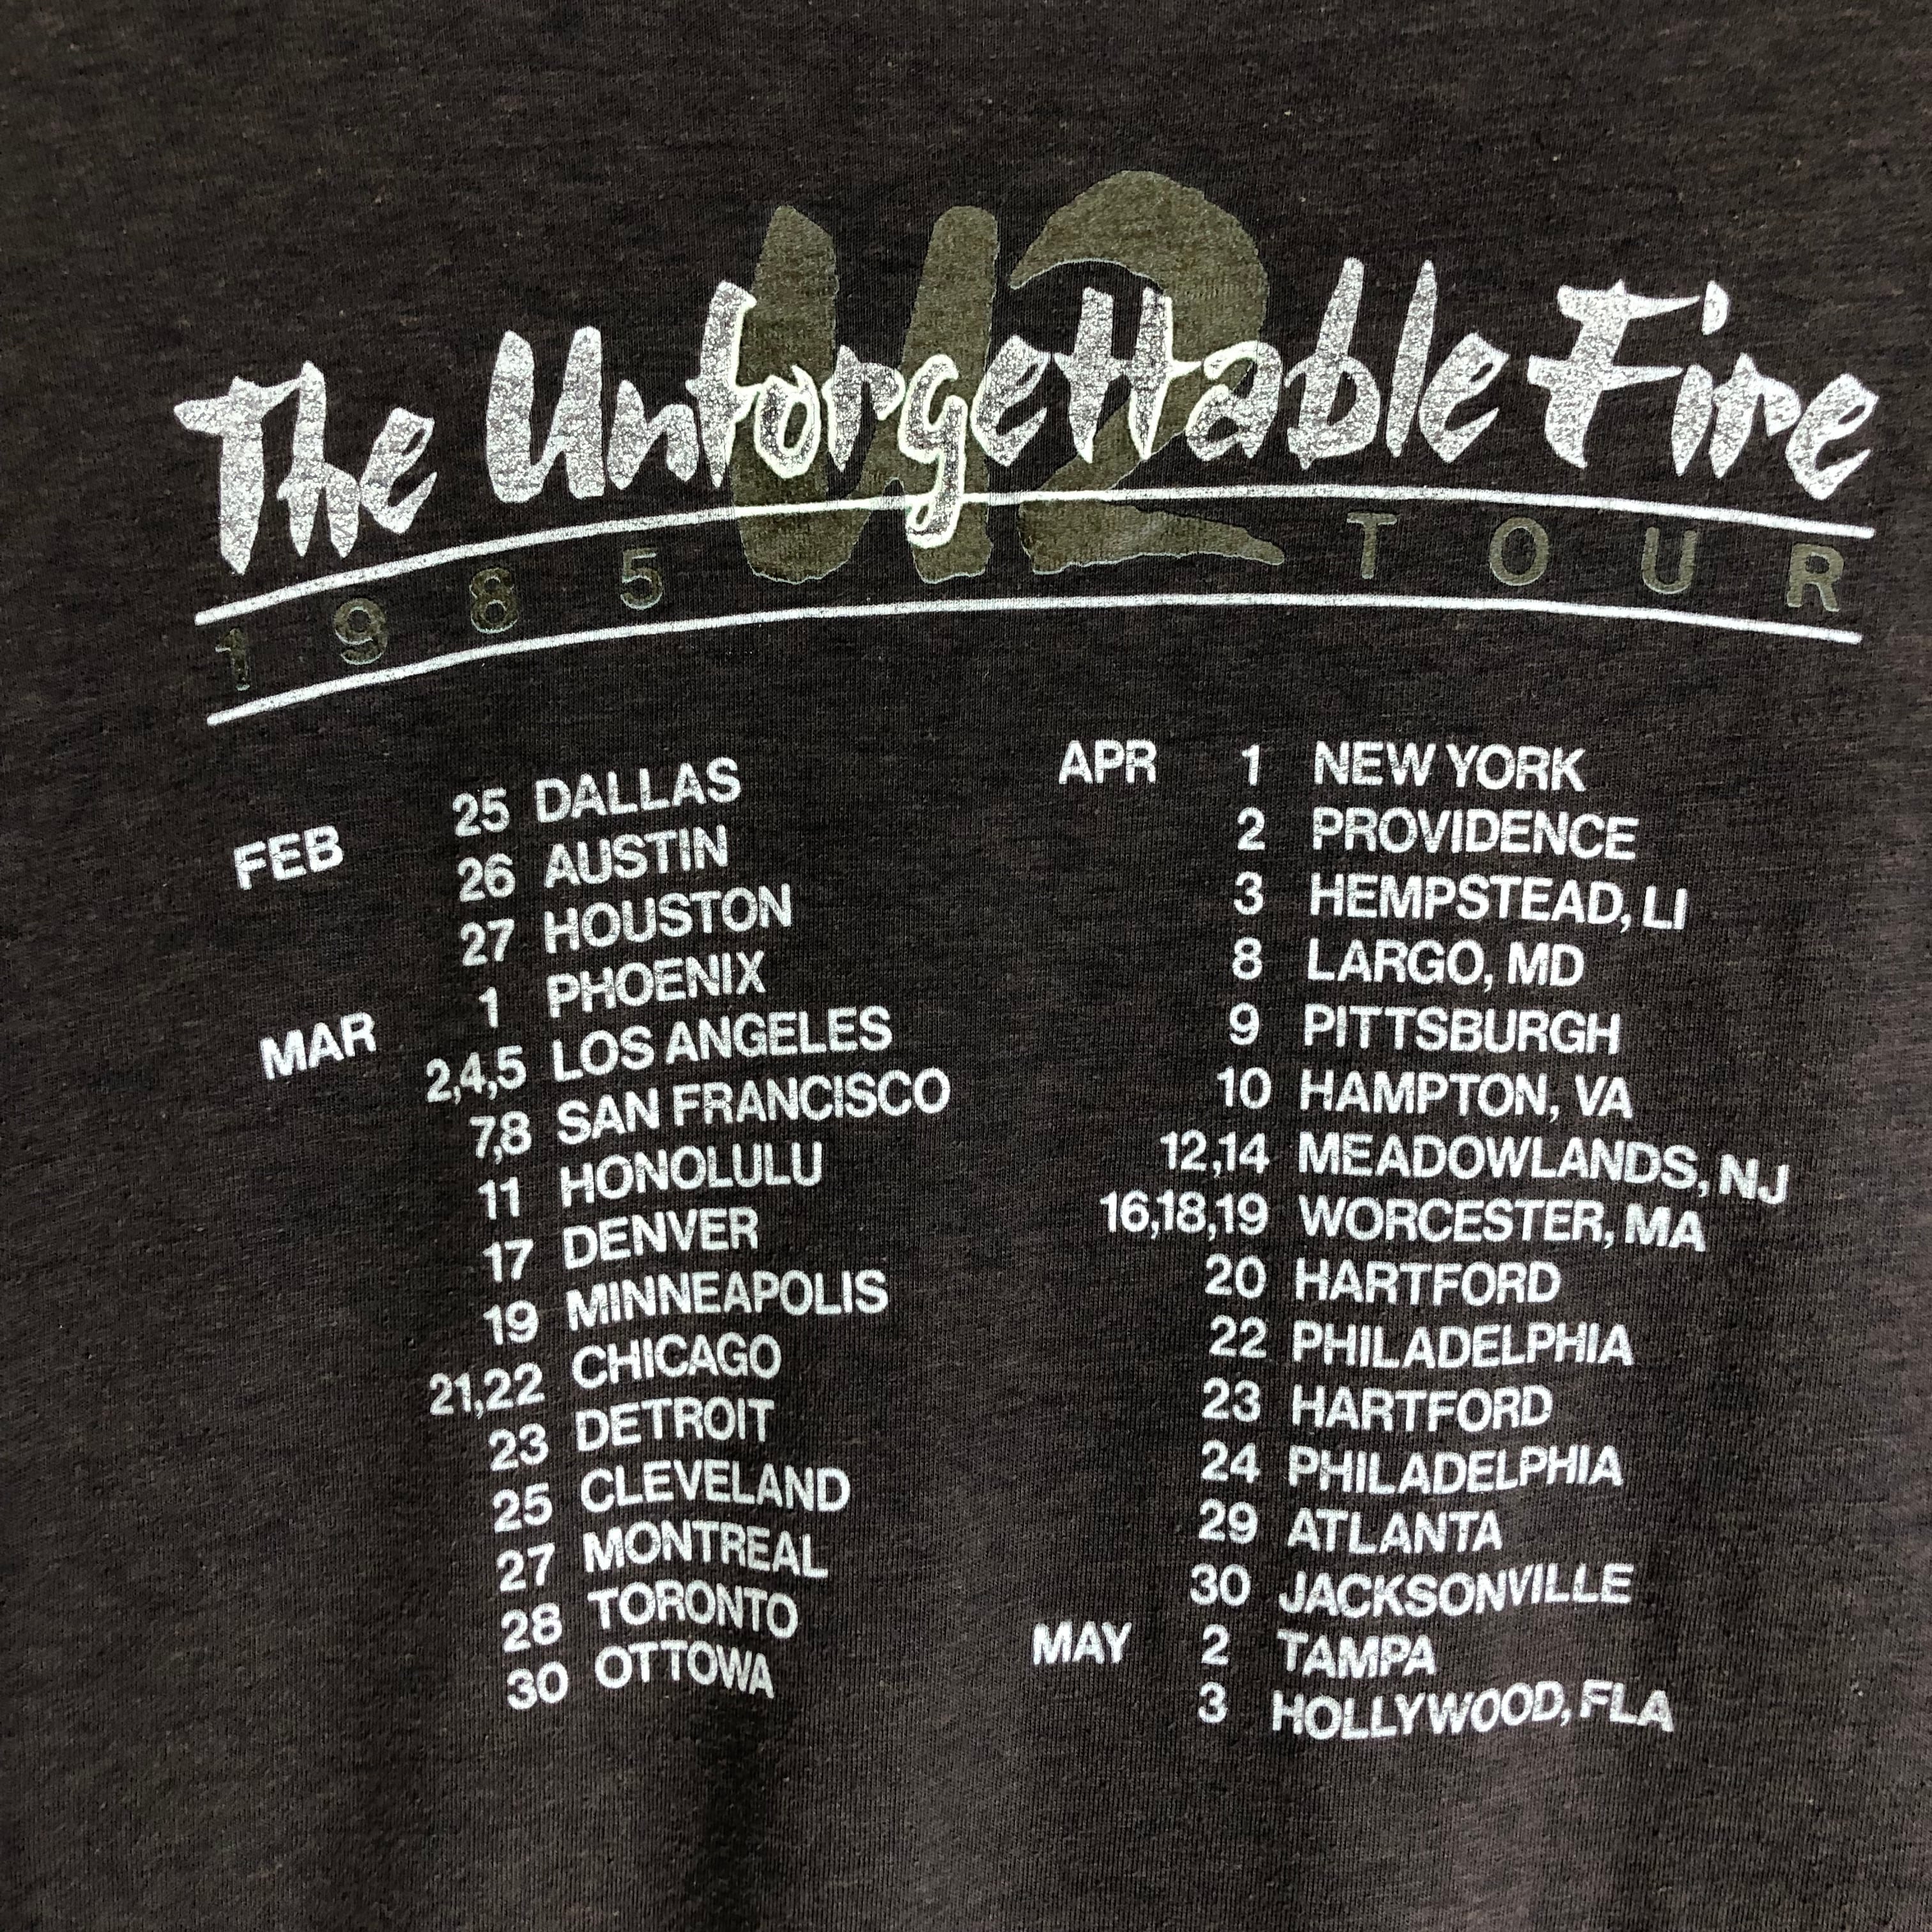 U2
The Unforgettable Fire
1985 TOUR
FEB 25 DALLAS
26 AUSTIN
27 HOUSTON
MAR 1 PHOENIX
2,4,5 LOS ANGELES
7,8 SAN FRANCISCO
11 HONOLULU
17 DENVER
19 MINNEAPOLIS
21,22 CHICAGO
23 DETROIT
25 CLEVELAND
27 MONTREAL
28 TORONTO
30 OTTOWA
APR 1 NEW YORK
2 PROVIDENCE
3 HEMPSTEAD, LI
8 LARGO, MD
9 PITTSBURGH
10 HAMPTON, VA
12,14 MEADOWLANDS, NJ
16,18,19 WORCESTER, MA
20 HARTFORD
22 PHILADELPHIA
23 HARTFORD
24 PHILADELPHIA
29 ATLANTA
30 JACKSONVILLE
MAY 2 TAMPA
3 HOLLYWOOD, FLA